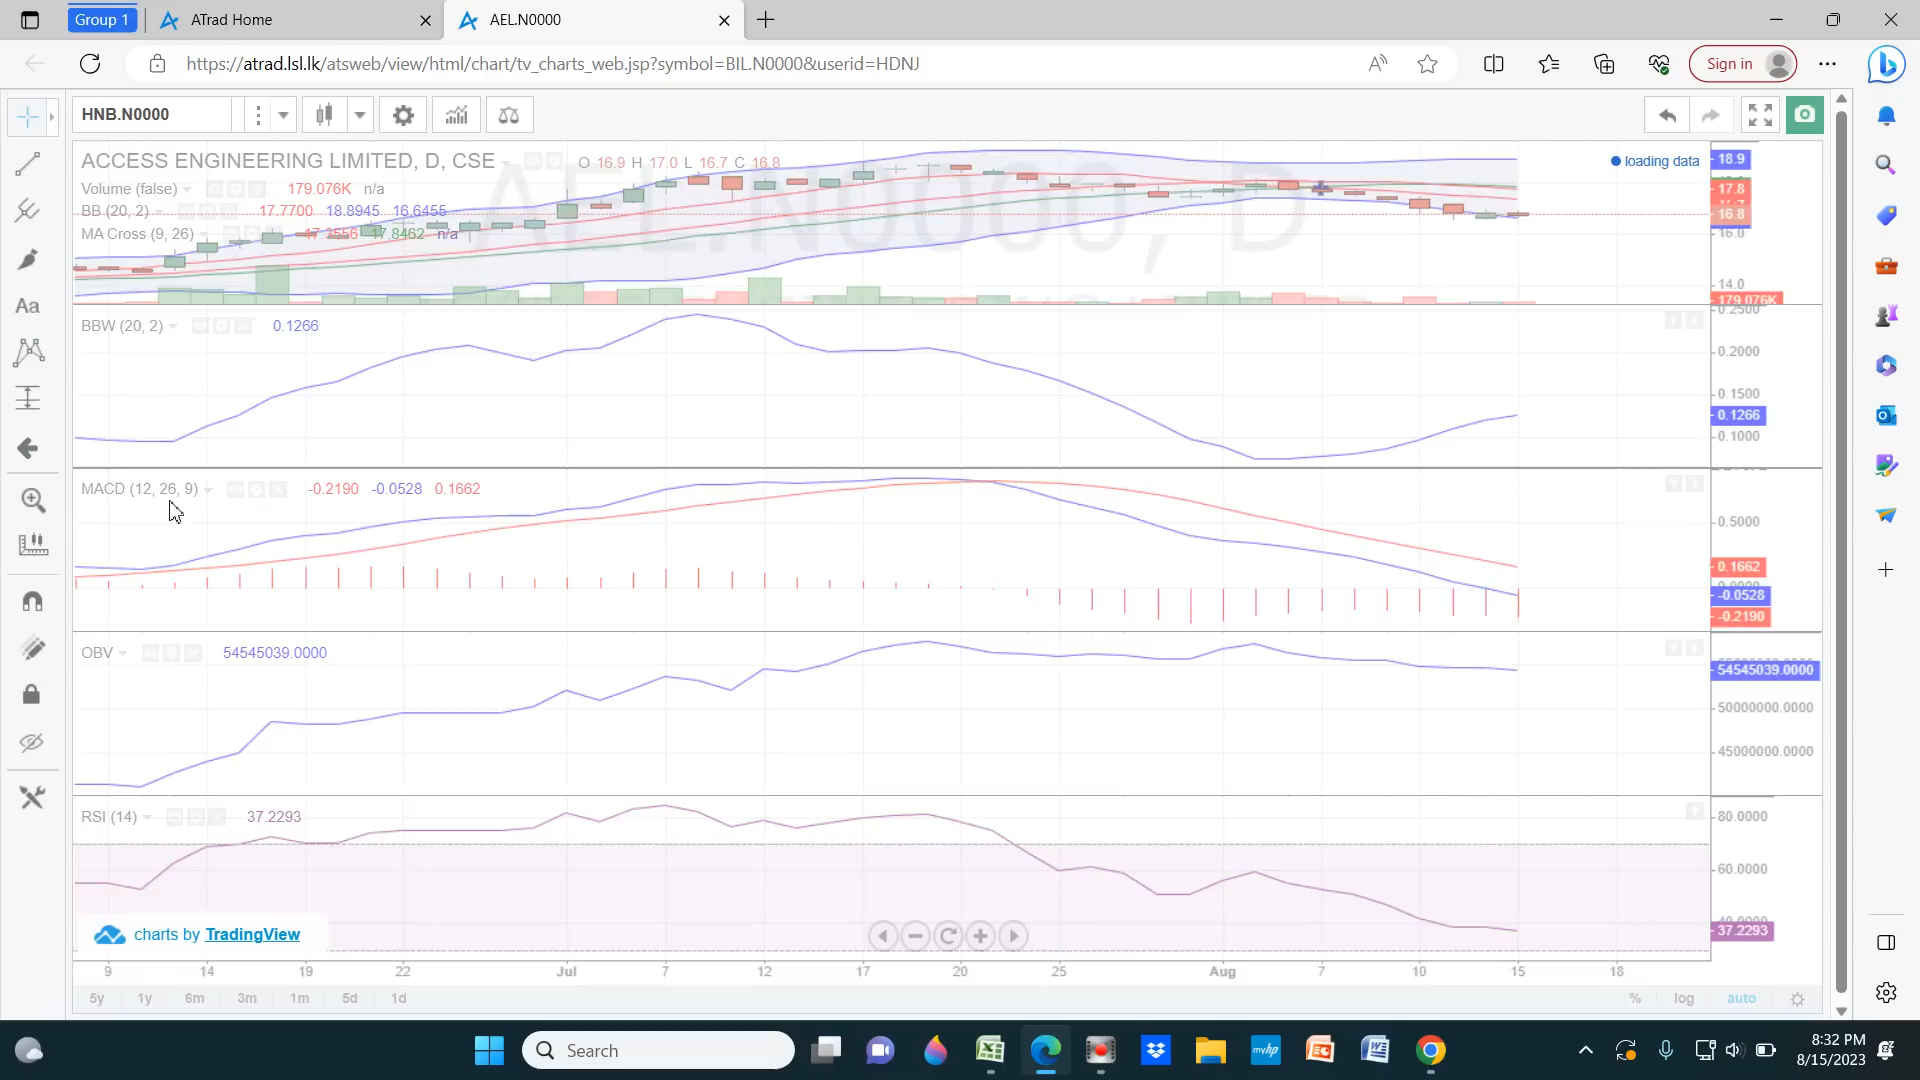 Group 1
ATrad Home
AEL.N0000
https://atrad.lsl.lk/atsweb/view/html/chart/tv_charts_web.jsp?symbol=BIL.N0000&userid=HDNJ
Sign in
HNB.N0000
ACCESS ENGINEERING LIMITED, D, CSE
O 16.9 H 17.0 L 16.7 C 16.8
loading data
AEL.N0000, D
Volume (false) 179.076K n/a
BB (20, 2) 17.7700 18.8945 16.6455
MA Cross (9, 26) 17.3556 17.8462 n/a
18.9
17.8
16.8
16.0
14.0
179.076K
BBW (20, 2) 0.1266
0.2500
0.2000
0.1500
0.1266
0.1000
MACD (12, 26, 9) -0.2190 -0.0528 0.1662
0.5000
0.1662
0.0000
-0.0528
-0.2190
OBV 54545039.0000
54545039.0000
50000000.0000
45000000.0000
RSI (14) 37.2293
80.0000
60.0000
40.0000
37.2293
charts by TradingView
9 14 19 22 Jul 7 12 17 20 25 Aug 7 10 15 18
5y 1y 6m 3m 1m 5d 1d
% log auto
Search
8:32 PM
8/15/2023